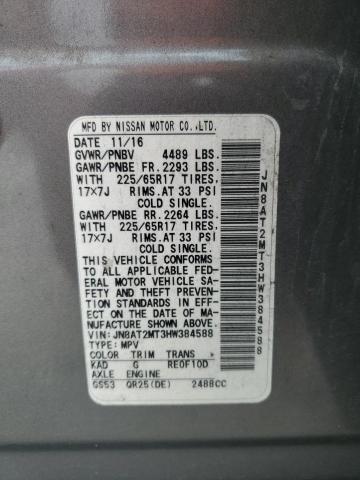 MFD BY NISSAN MOTOR CO.,LTD.
DATE 11/16
GVWR/PNBV 4489 LBS.
GAWR/PNBE FR. 2293 LBS.
WITH 225/65R17 TIRES.
17×7J RIMS.AT 33 PSI
COLD SINGLE.
GAWR/PNBE RR. 2264 LBS.
WITH 225/65R17 TIRES.
17×7J RIMS.AT 33 PSI
COLD SINGLE.
THIS VEHICLE CONFORMS
TO ALL APPLICABLE FED-
ERAL MOTOR VEHICLE SA-
FETY AND THEFT PREVEN-
TION STANDARDS IN EFF-
ECT ON THE DATE OF MA-
NUFACTURE SHOWN ABOVE.
VIN: JN8AT2MT3HW384588
TYPE: MPV
COLOR TRIM TRANS
KAD G RE0F10D
AXLE ENGINE
GS53 QR25(DE) 2488CC
JN8AT2MT3HW384588